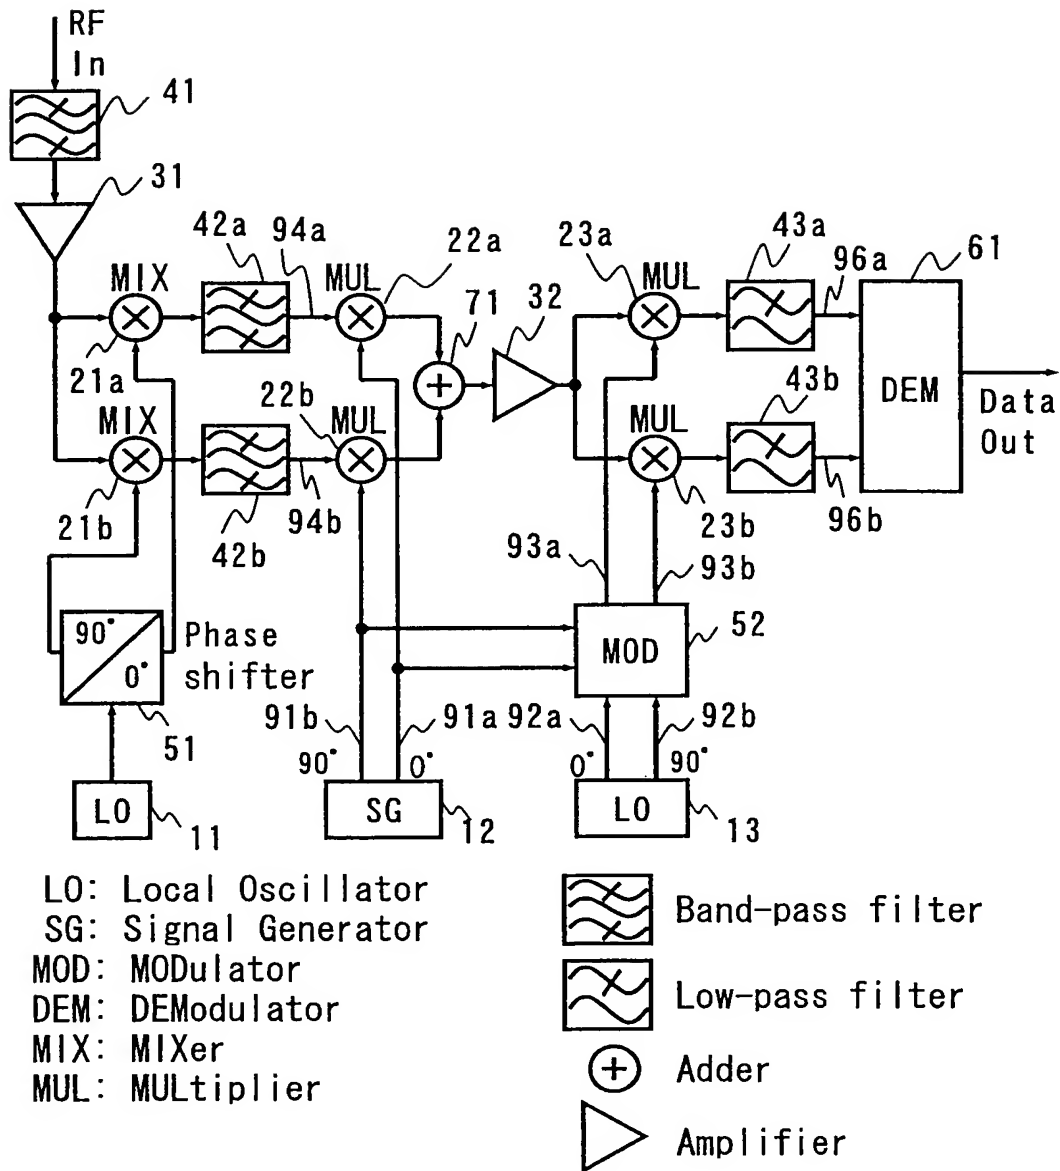 RF
In
41
31
42a
94a
22a
23a
43a
96a
61
MIX
MUL
71
32
MUL
21a
22b
43b
DEM
Data
Out
MIX
MUL
MUL
21b
42b
94b
23b
96b
93a
93b
90°
0°
Phase
shifter
MOD
52
51
91b
91a
92a
92b
90°
0°
0°
90°
LO
11
SG
12
LO
13
LO: Local Oscillator
SG: Signal Generator
MOD: MODulator
DEM: DEModulator
MIX: MIXer
MUL: MULtiplier
Band-pass filter
Low-pass filter
Adder
Amplifier